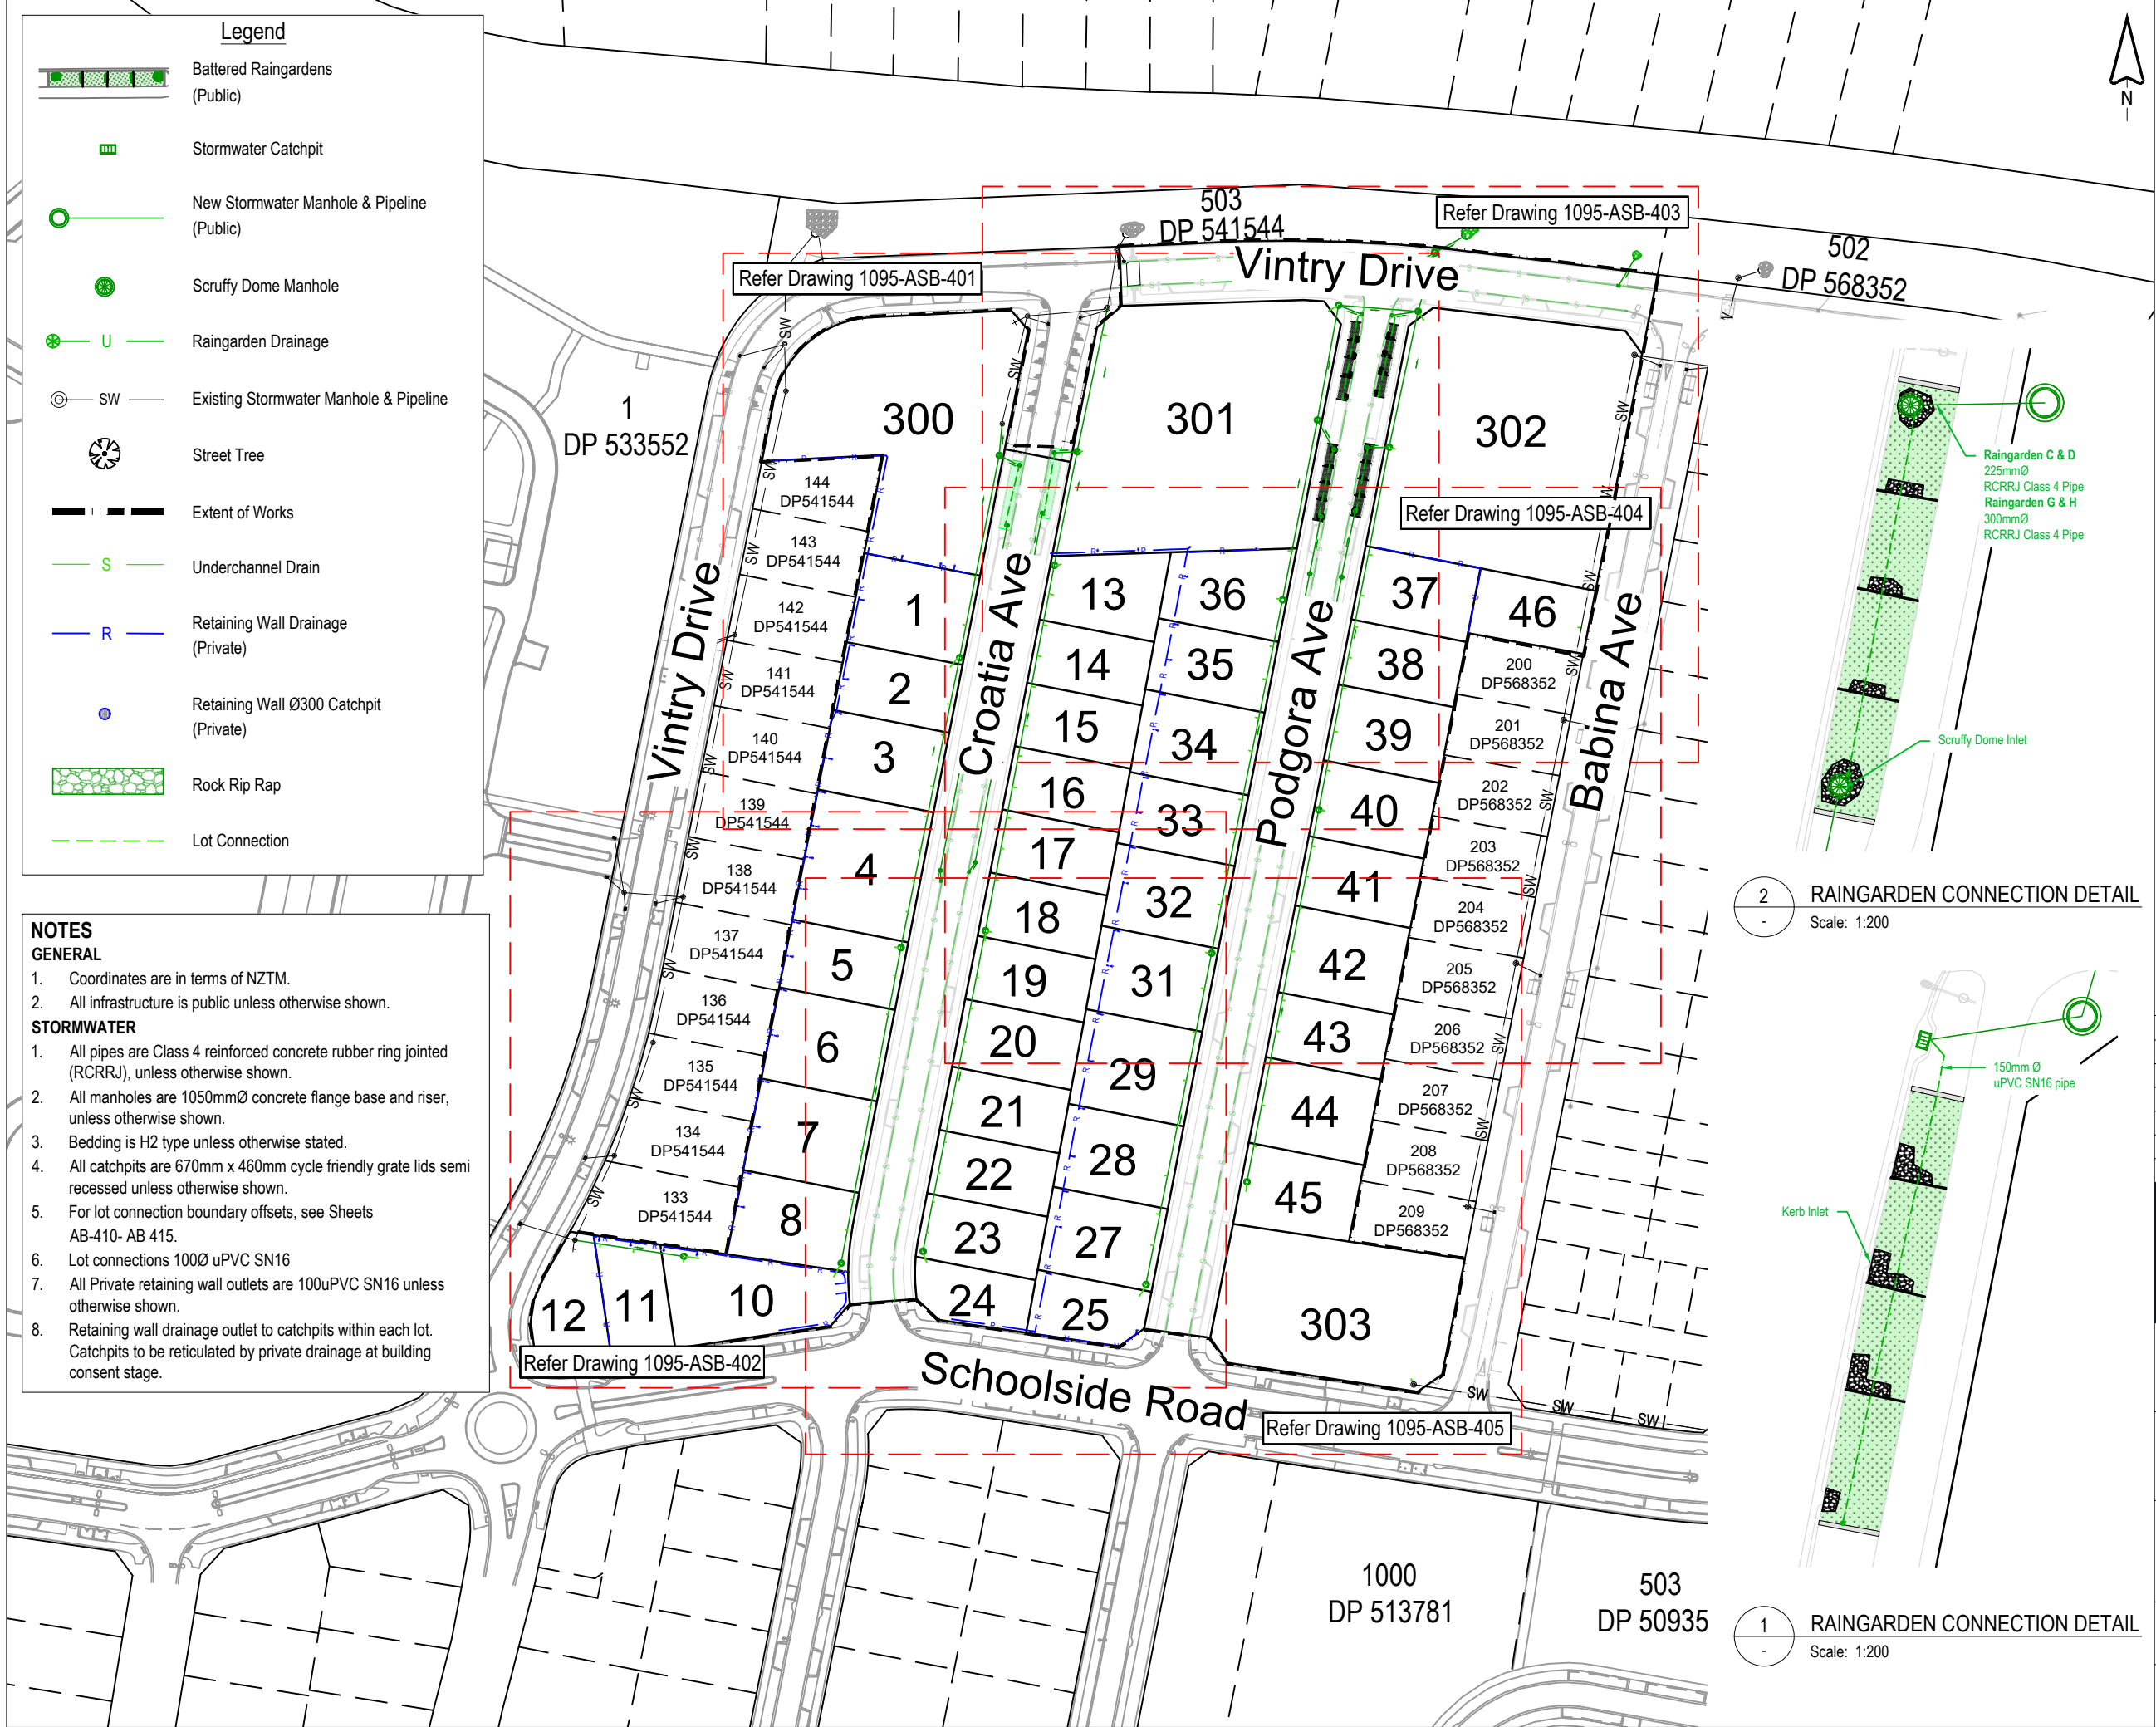 Legend
Battered Raingardens
(Public)
Stormwater Catchpit
New Stormwater Manhole & Pipeline
(Public)
Scruffy Dome Manhole
U
Raingarden Drainage
SW
Existing Stormwater Manhole & Pipeline
Street Tree
Extent of Works
S
Underchannel Drain
R
Retaining Wall Drainage
(Private)
Retaining Wall Ø300 Catchpit
(Private)
Rock Rip Rap
Lot Connection
NOTES
GENERAL
1. Coordinates are in terms of NZTM.
2. All infrastructure is public unless otherwise shown.
STORMWATER
1. All pipes are Class 4 reinforced concrete rubber ring jointed
(RCRRJ), unless otherwise shown.
2. All manholes are 1050mmØ concrete flange base and riser,
unless otherwise shown.
3. Bedding is H2 type unless otherwise stated.
4. All catchpits are 670mm x 460mm cycle friendly grate lids semi
recessed unless otherwise shown.
5. For lot connection boundary offsets, see Sheets
AB-410- AB 415.
6. Lot connections 100Ø uPVC SN16
7. All Private retaining wall outlets are 100uPVC SN16 unless
otherwise shown.
8. Retaining wall drainage outlet to catchpits within each lot.
Catchpits to be reticulated by private drainage at building
consent stage.
N
503
DP 541544
Refer Drawing 1095-ASB-403
502
DP 568352
Refer Drawing 1095-ASB-401
Vintry Drive
1
DP 533552
300
301
302
Refer Drawing 1095-ASB-404
Vintry Drive
Croatia Ave
Podgora Ave
Babina Ave
144
DP541544
143
DP541544
142
DP541544
141
DP541544
140
DP541544
139
DP541544
138
DP541544
137
DP541544
136
DP541544
135
DP541544
134
DP541544
133
DP541544
1
2
3
4
5
6
7
8
10
11
12
13
14
15
16
17
18
19
20
21
22
23
24
36
35
34
33
32
31
29
28
27
25
37
38
39
40
41
42
43
44
45
46
200
DP568352
201
DP568352
202
DP568352
203
DP568352
204
DP568352
205
DP568352
206
DP568352
207
DP568352
208
DP568352
209
DP568352
303
SW
SW
SW
SW
Refer Drawing 1095-ASB-402
Schoolside Road
Refer Drawing 1095-ASB-405
1000
DP 513781
503
DP 50935
Raingarden C & D
225mmØ
RCRRJ Class 4 Pipe
Raingarden G & H
300mmØ
RCRRJ Class 4 Pipe
Scruffy Dome Inlet
2
-
RAINGARDEN CONNECTION DETAIL
Scale: 1:200
150mm Ø
uPVC SN16 pipe
Kerb Inlet
1
-
RAINGARDEN CONNECTION DETAIL
Scale: 1:200